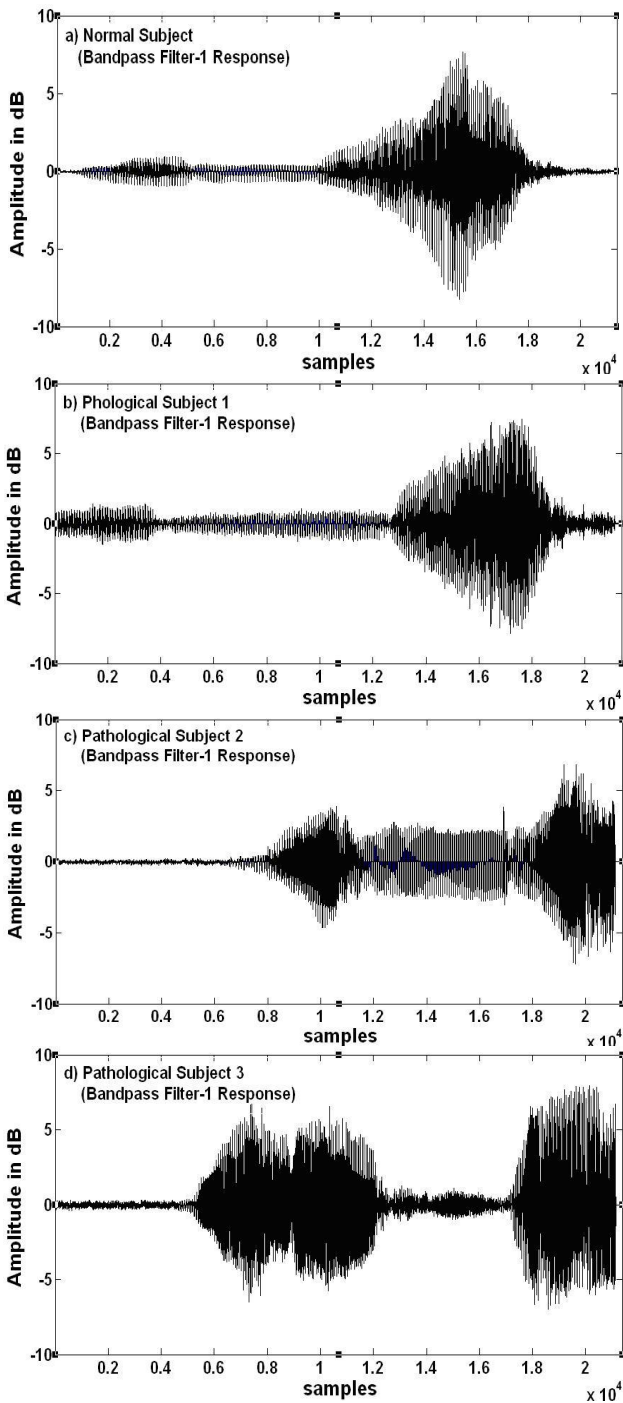 a) Normal Subject
(Bandpass Filter-1 Response)
Amplitude in dB
10
5
0
-5
-10
0.2 0.4 0.6 0.8 1 1.2 1.4 1.6 1.8 2
samples
x 10^4
b) Phological Subject 1
(Bandpass Filter-1 Response)
Amplitude in dB
10
5
0
-5
-10
0.2 0.4 0.6 0.8 1 1.2 1.4 1.6 1.8 2
samples
x 10^4
c) Pathological Subject 2
(Bandpass Filter-1 Response)
Amplitude in dB
10
5
0
-5
-10
0.2 0.4 0.6 0.8 1 1.2 1.4 1.6 1.8 2
samples
x 10^4
d) Pathological Subject 3
(Bandpass Filter-1 Response)
Amplitude in dB
10
5
0
-5
-10
0.2 0.4 0.6 0.8 1 1.2 1.4 1.6 1.8 2
samples
x 10^4